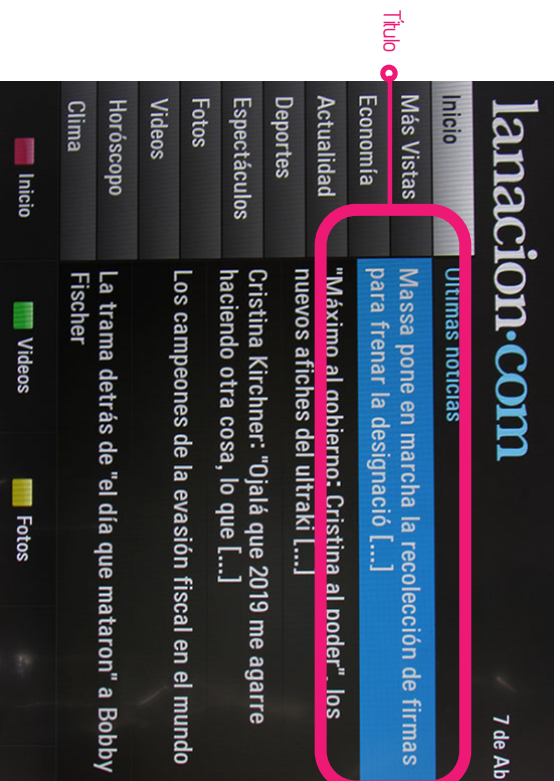 Título
lanacion.com
7 de Ab
Inicio
Más Vistas
Economía
Actualidad
Deportes
Espectáculos
Fotos
Videos
Horóscopo
Clima
Últimas noticias
Massa pone en marcha la recolección de firmas
para frenar la designació [...]
"Máximo al gobierno; Cristina al poder", los
nuevos afiches del ultraki [...]
Cristina Kirchner: "Ojalá que 2019 me agarre
haciendo otra cosa, lo que [...]
Los campeones de la evasión fiscal en el mundo
La trama detrás de "el día que mataron" a Bobby
Fischer
Inicio
Videos
Fotos